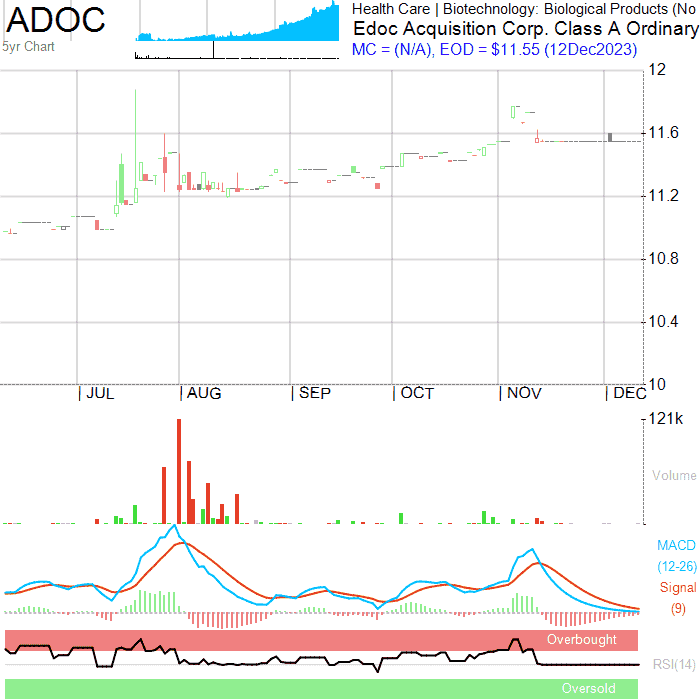 ADOC
5yr Chart
Health Care | Biotechnology: Biological Products (No
Edoc Acquisition Corp. Class A Ordinary
MC = (N/A), EOD = $11.55 (12Dec2023)
12
11.6
11.2
10.8
10.4
10
| JUL | AUG | SEP | OCT | NOV | DEC
121k
Volume
MACD
(12-26)
Signal
(9)
Overbought
RSI(14)
Oversold